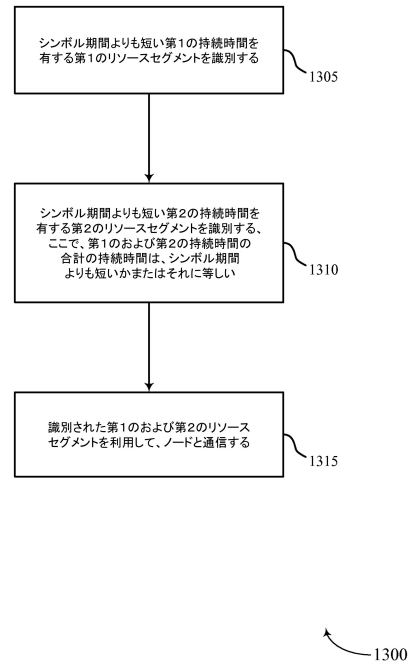 シンボル期間よりも短い第1の持続時間を
有する第1のリソースセグメントを識別する
1305
シンボル期間よりも短い第2の持続時間を
有する第2のリソースセグメントを識別する、
ここで、第1のおよび第2の持続時間の
合計の持続時間は、シンボル期間
よりも短いかまたはそれに等しい
1310
識別された第1のおよび第2のリソース
セグメントを利用して、ノードと通信する
1315
1300